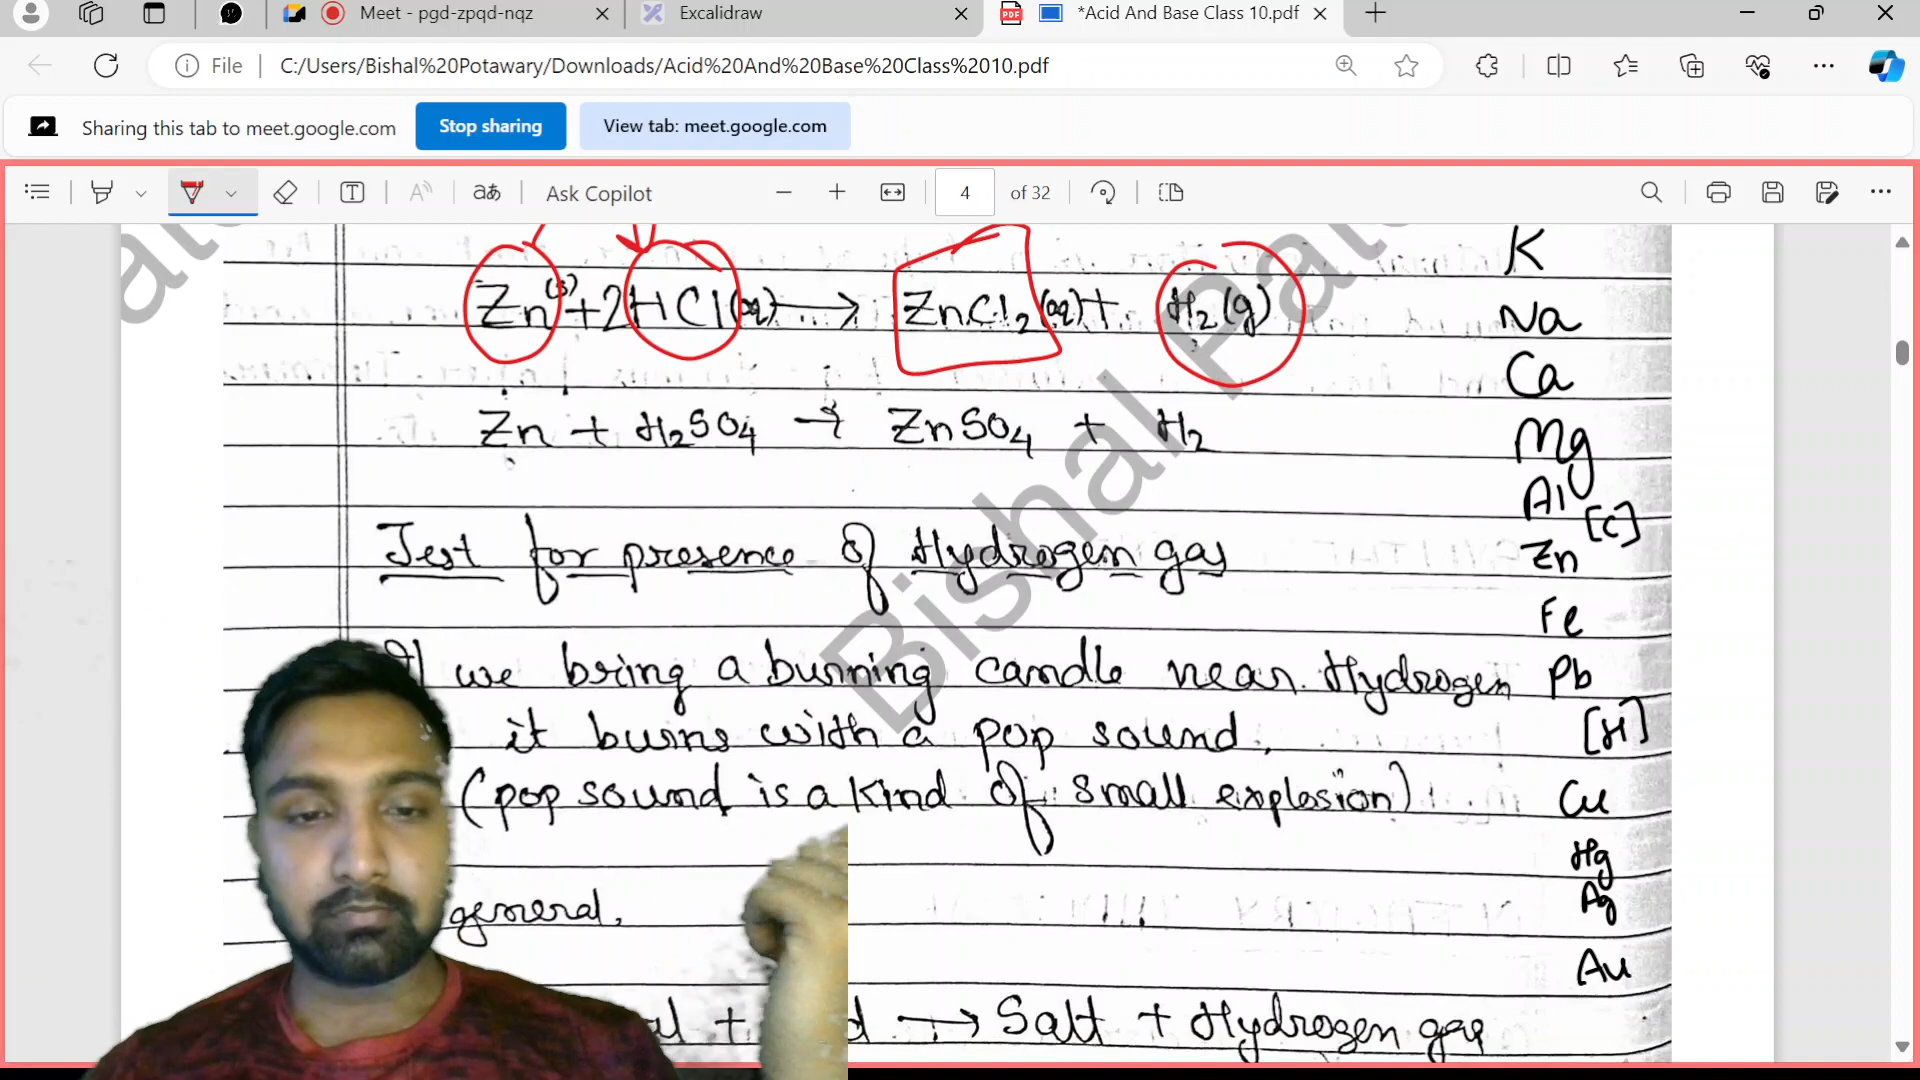 Meet - pgd-zpqd-nqz
Excalidraw
PDF
*Acid And Base Class 10.pdf
File
C:/Users/Bishal%20Potawary/Downloads/Acid%20And%20Base%20Class%2010.pdf
Sharing this tab to meet.google.com
Stop sharing
View tab: meet.google.com
aあ
Ask Copilot
4 of 32
Zn(s) + 2HCl(aq) → ZnCl2(aq) + H2(g)
Zn + H2SO4 → ZnSO4 + H2
Test for presence of Hydrogen gas
If we bring a burning candle near Hydrogen
it burns with a pop sound.
(pop sound is a kind of small explosion)
general,
+ → Salt + Hydrogen gas
K
Na
Ca
Mg
Al
[C]
Zn
Fe
Pb
[H]
Cu
Hg
Ag
Au
Bishal